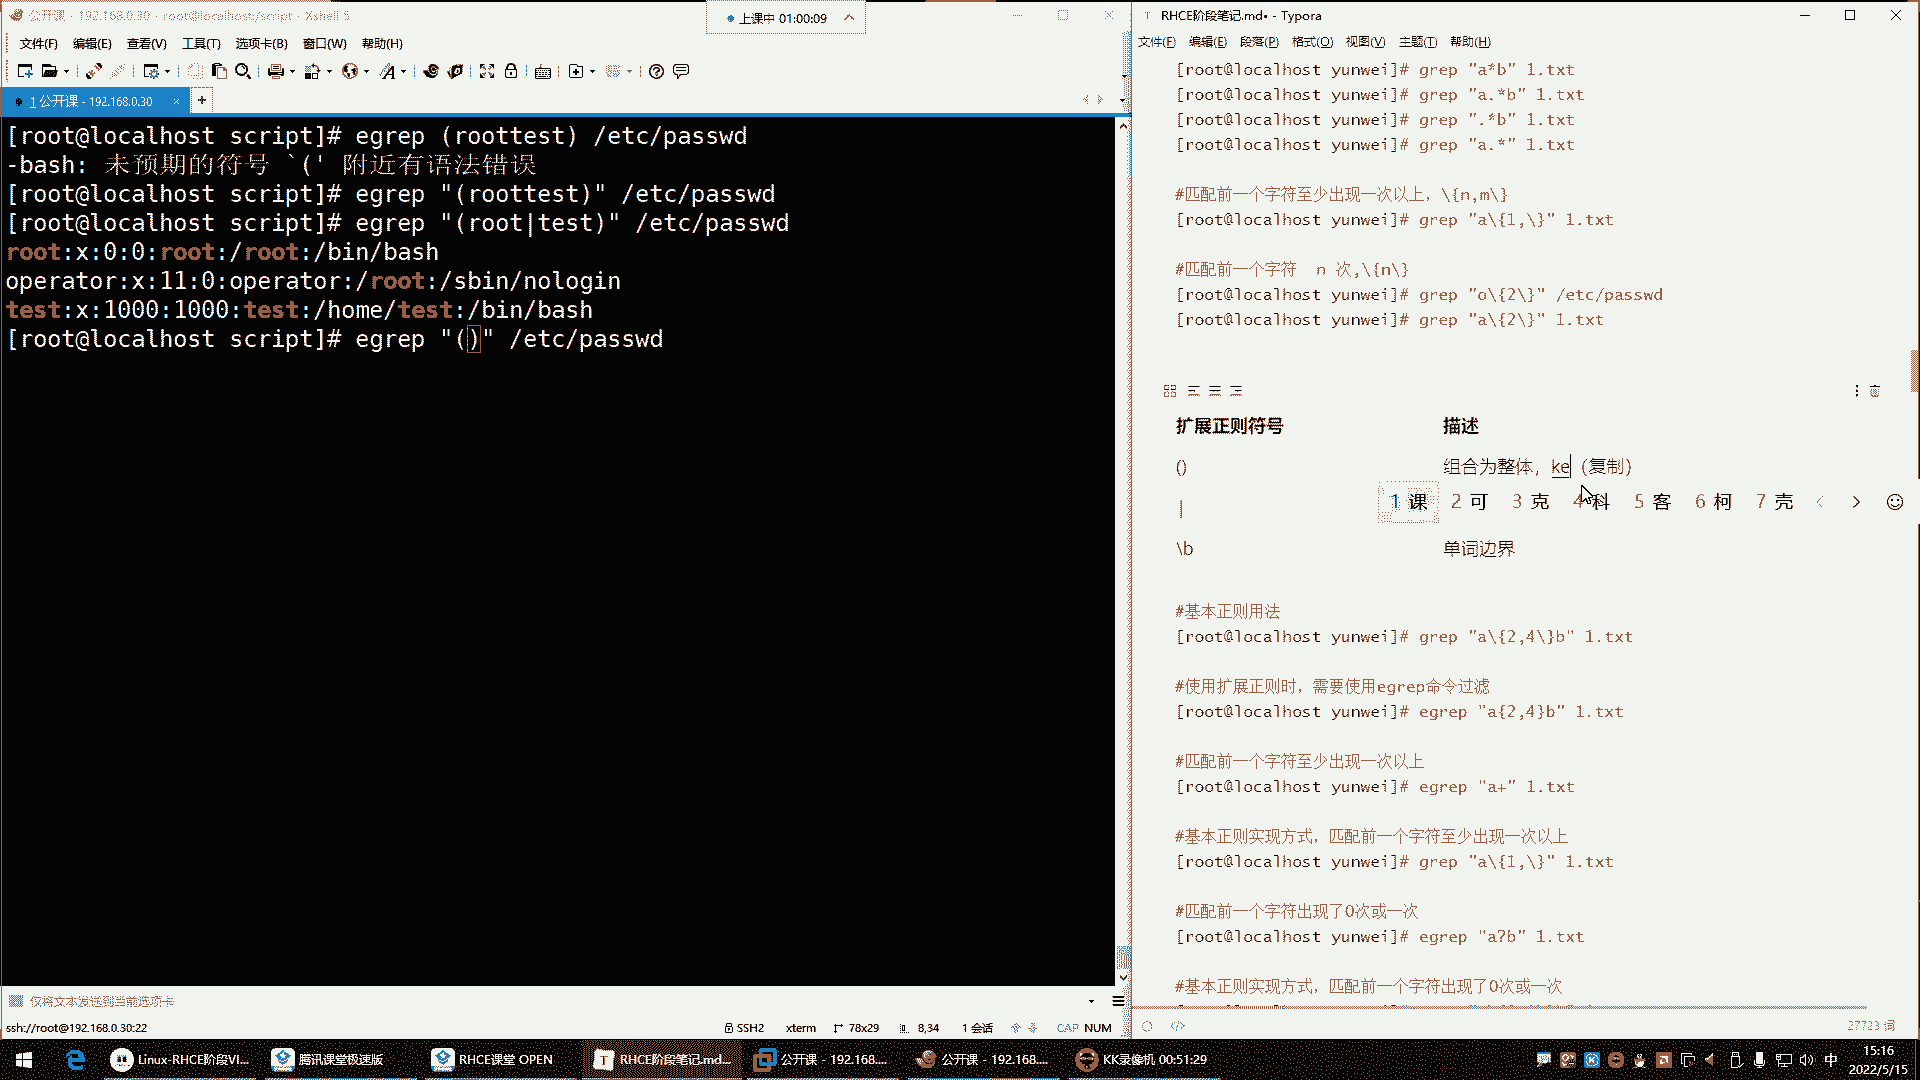 公开课 - 192.168.0.30 - root@localhost:/script - Xshell 5
上课中 01:00:09
文件(F) 编辑(E) 查看(V) 工具(T) 选项卡(B) 窗口(W) 帮助(H)
1 公开课 - 192.168.0.30 × +
[root@localhost script]# egrep (roottest) /etc/passwd
-bash: 未预期的符号 `(' 附近有语法错误
[root@localhost script]# egrep "(roottest)" /etc/passwd
[root@localhost script]# egrep "(root|test)" /etc/passwd
root:x:0:0:root:/root:/bin/bash
operator:x:11:0:operator:/root:/sbin/nologin
test:x:1000:1000:test:/home/test:/bin/bash
[root@localhost script]# egrep "()" /etc/passwd
仅将文本发送到当前选项卡
ssh://root@192.168.0.30:22 SSH2 xterm 78x29 8,34 1 会话 CAP NUM
RHCE阶段笔记.md• - Typora
文件(F) 编辑(E) 段落(P) 格式(O) 视图(V) 主题(T) 帮助(H)
[root@localhost yunwei]# grep "a*b" 1.txt
[root@localhost yunwei]# grep "a.*b" 1.txt
[root@localhost yunwei]# grep ".*b" 1.txt
[root@localhost yunwei]# grep "a.*" 1.txt
#匹配前一个字符至少出现一次以上，\{n,m\}
[root@localhost yunwei]# grep "a\{1,\}" 1.txt
#匹配前一个字符 n 次,\{n\}
[root@localhost yunwei]# grep "o\{2\}" /etc/passwd
[root@localhost yunwei]# grep "a\{2\}" 1.txt
扩展正则符号 描述
() 组合为整体，ke（复制）
1 课 2 可 3 克 4 科 5 客 6 柯 7 壳
|
\b 单词边界
#基本正则用法
[root@localhost yunwei]# grep "a\{2,4\}b" 1.txt
#使用扩展正则时，需要使用egrep命令过滤
[root@localhost yunwei]# egrep "a{2,4}b" 1.txt
#匹配前一个字符至少出现一次以上
[root@localhost yunwei]# egrep "a+" 1.txt
#基本正则实现方式，匹配前一个字符至少出现一次以上
[root@localhost yunwei]# grep "a\{1,\}" 1.txt
#匹配前一个字符出现了0次或一次
[root@localhost yunwei]# egrep "a?b" 1.txt
#基本正则实现方式，匹配前一个字符出现了0次或一次
27723 词
Linux-RHCE阶段VI... 腾讯课堂极速版 RHCE课堂 OPEN RHCE阶段笔记.md... 公开课 - 192.168.... 公开课 - 192.168.... KK录像机 00:51:29 中 15:16
2022/5/15